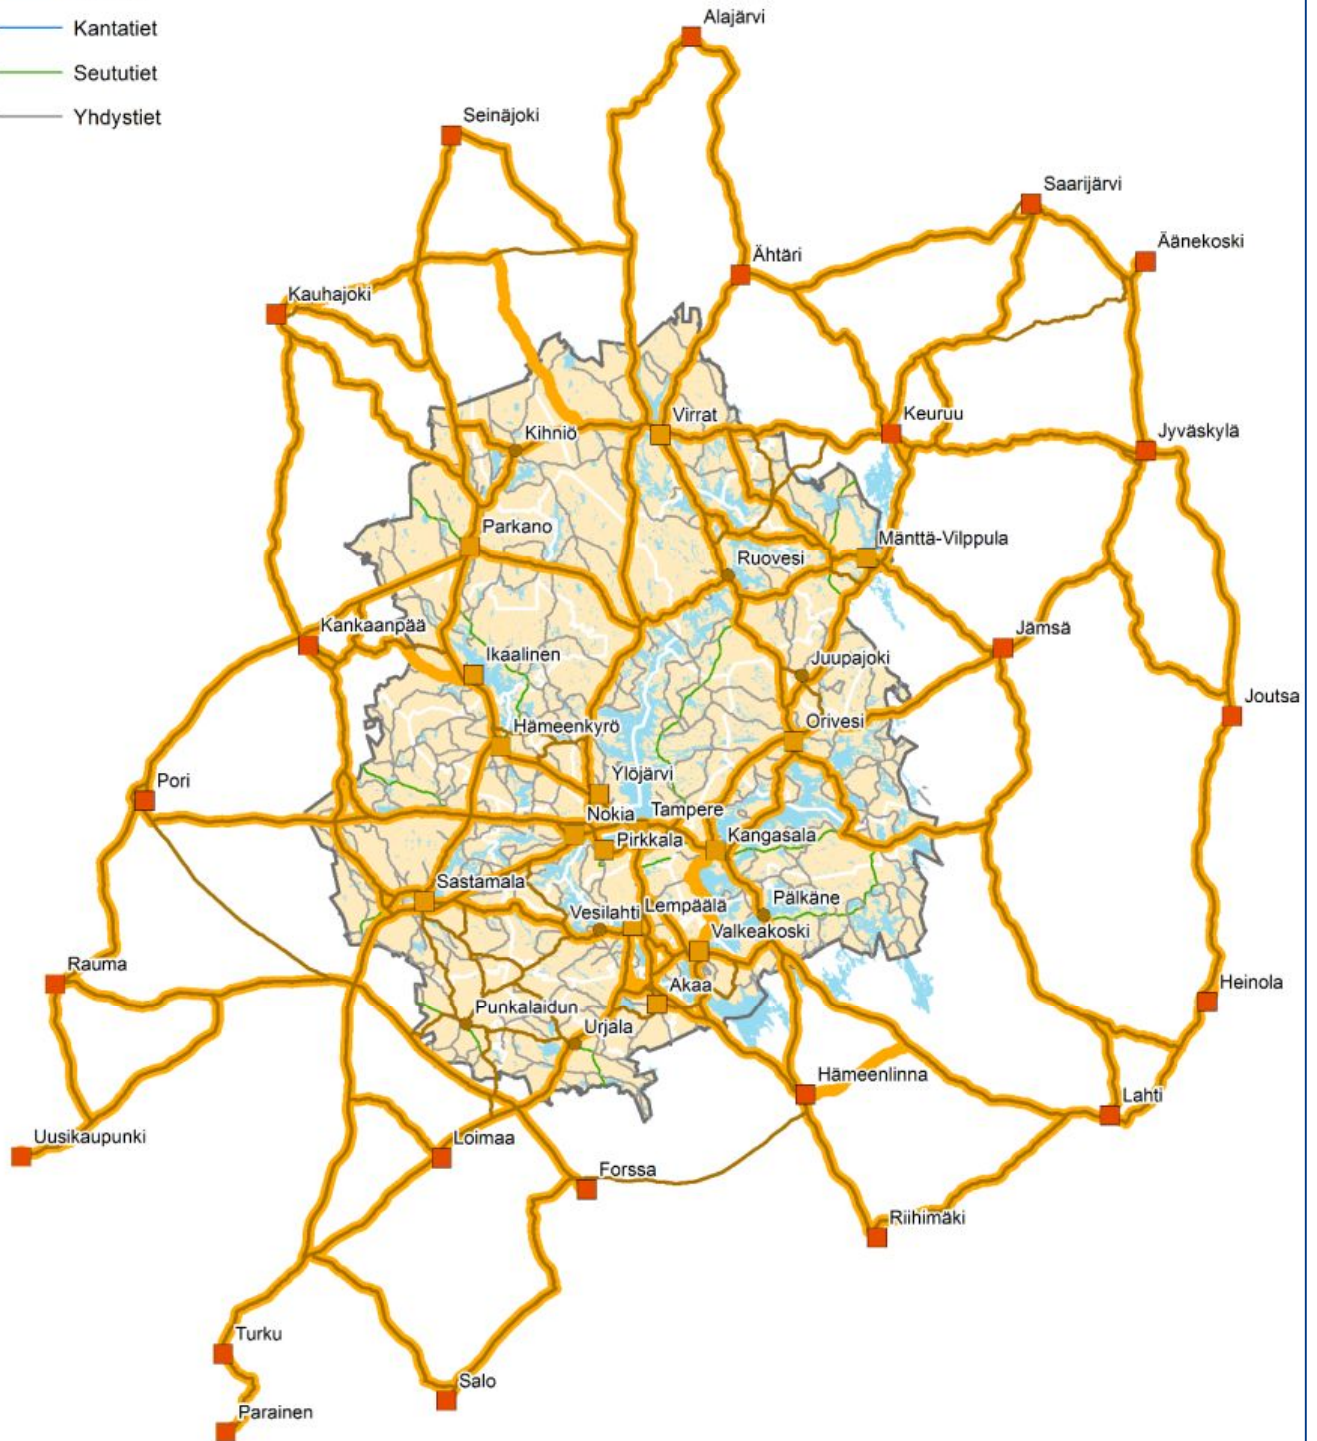 Alajärvi
Kantatiet
Seututiet
Seinäjoki
Yhdystiet
Saarijärvi
Äänekoski
Ähtäri
Kauhajoki
Virrat
Keuruu
Kihniö
Jyväskylä
Parkano
Mänttä-Vilppula
Ruovesi
Kankaanpää
Jämsä
Ikaalinen
Juupajoki
Joutsa
Hämeenkyrö
Orivesi
Ylöjärvi
Pori
Nokia
Tampere
Pirkkala
Kangasala
Sastamala
Pälkäne
Vesilahti
Lempäälä
Valkeakoski
Rauma
Akaa
Heinola
Punkalaidun
Urjala
Hämeenlinna
Lahti
Uusikaupunki
Loimaa
Forssa
Riihimäki
Turku
Salo
Parainen